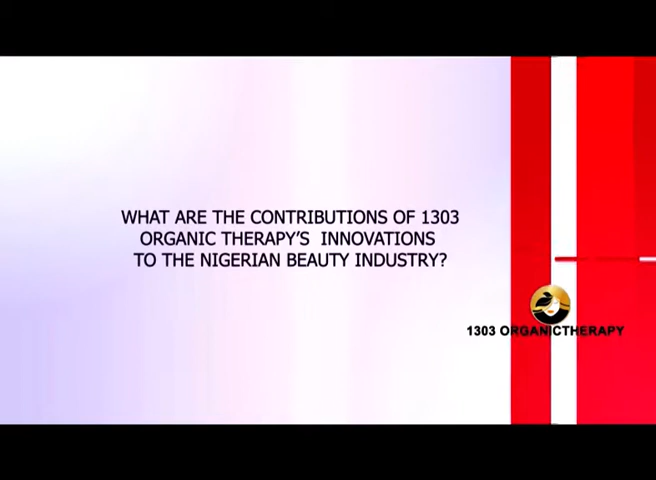 WHAT ARE THE CONTRIBUTIONS OF 1303
ORGANIC THERAPY'S INNOVATIONS
TO THE NIGERIAN BEAUTY INDUSTRY?
1303 ORGANICTHERAPY